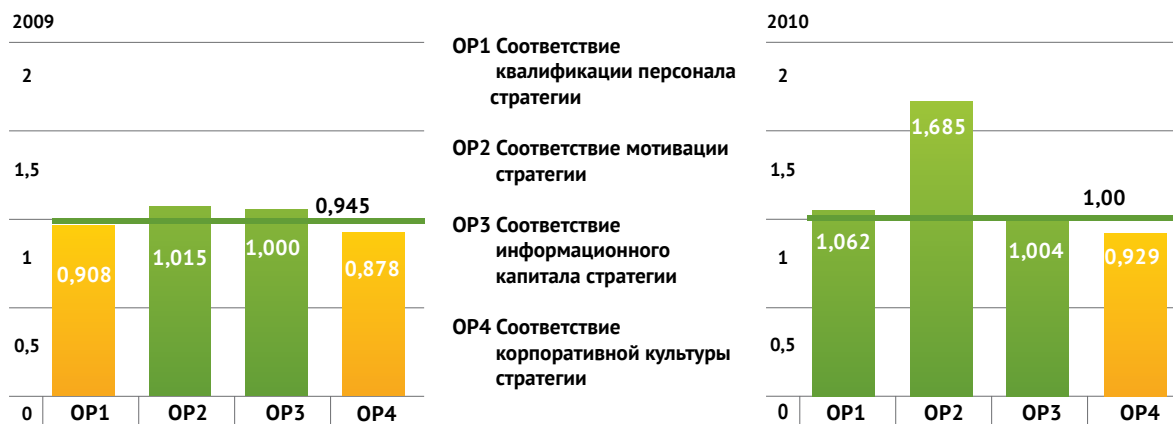 2009
2
1,5
1
0,5
0
0,945
0,908
1,015
1,000
0,878
ОР1
ОР2
ОР3
ОР4
ОР1 Соответствие
квалификации персонала
стратегии
ОР2 Соответствие мотивации
стратегии
ОР3 Соответствие
информационного
капитала стратегии
ОР4 Соответствие
корпоративной культуры
стратегии
2010
2
1,5
1
0,5
0
1,00
1,062
1,685
1,004
0,929
ОР1
ОР2
ОР3
ОР4